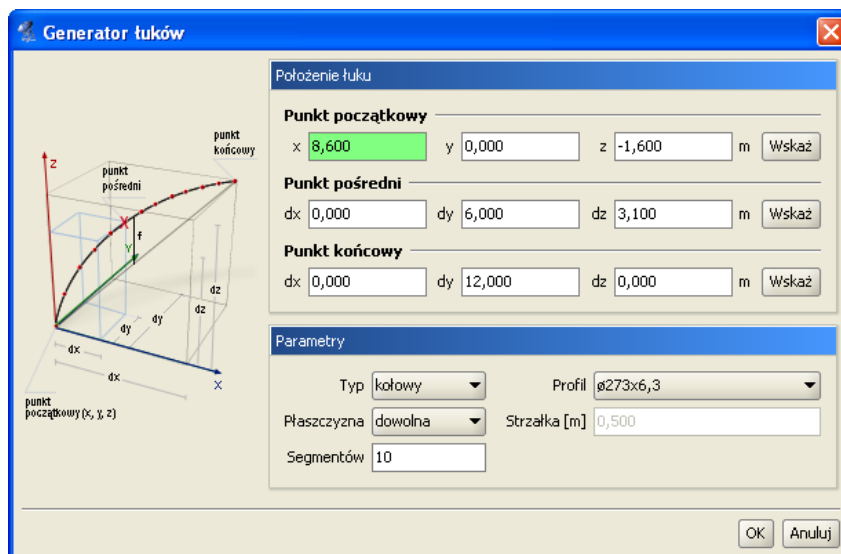 Generator łuków
Położenie łuku
Punkt początkowy
x 8,600 y 0,000 z -1,600 m Wskaż
Punkt pośredni
dx 0,000 dy 6,000 dz 3,100 m Wskaż
Punkt końcowy
dx 0,000 dy 12,000 dz 0,000 m Wskaż
Parametry
Typ kołowy Profil ø273x6,3
Płaszczyzna dowolna Strzałka [m] 0,500
Segmentów 10
OK Anuluj
punkt
końcowy
z
punkt
pośredni
X
f
Y
dz
dz
dy
dy
dx
dx
X
punkt
początkowy (x, y, z)